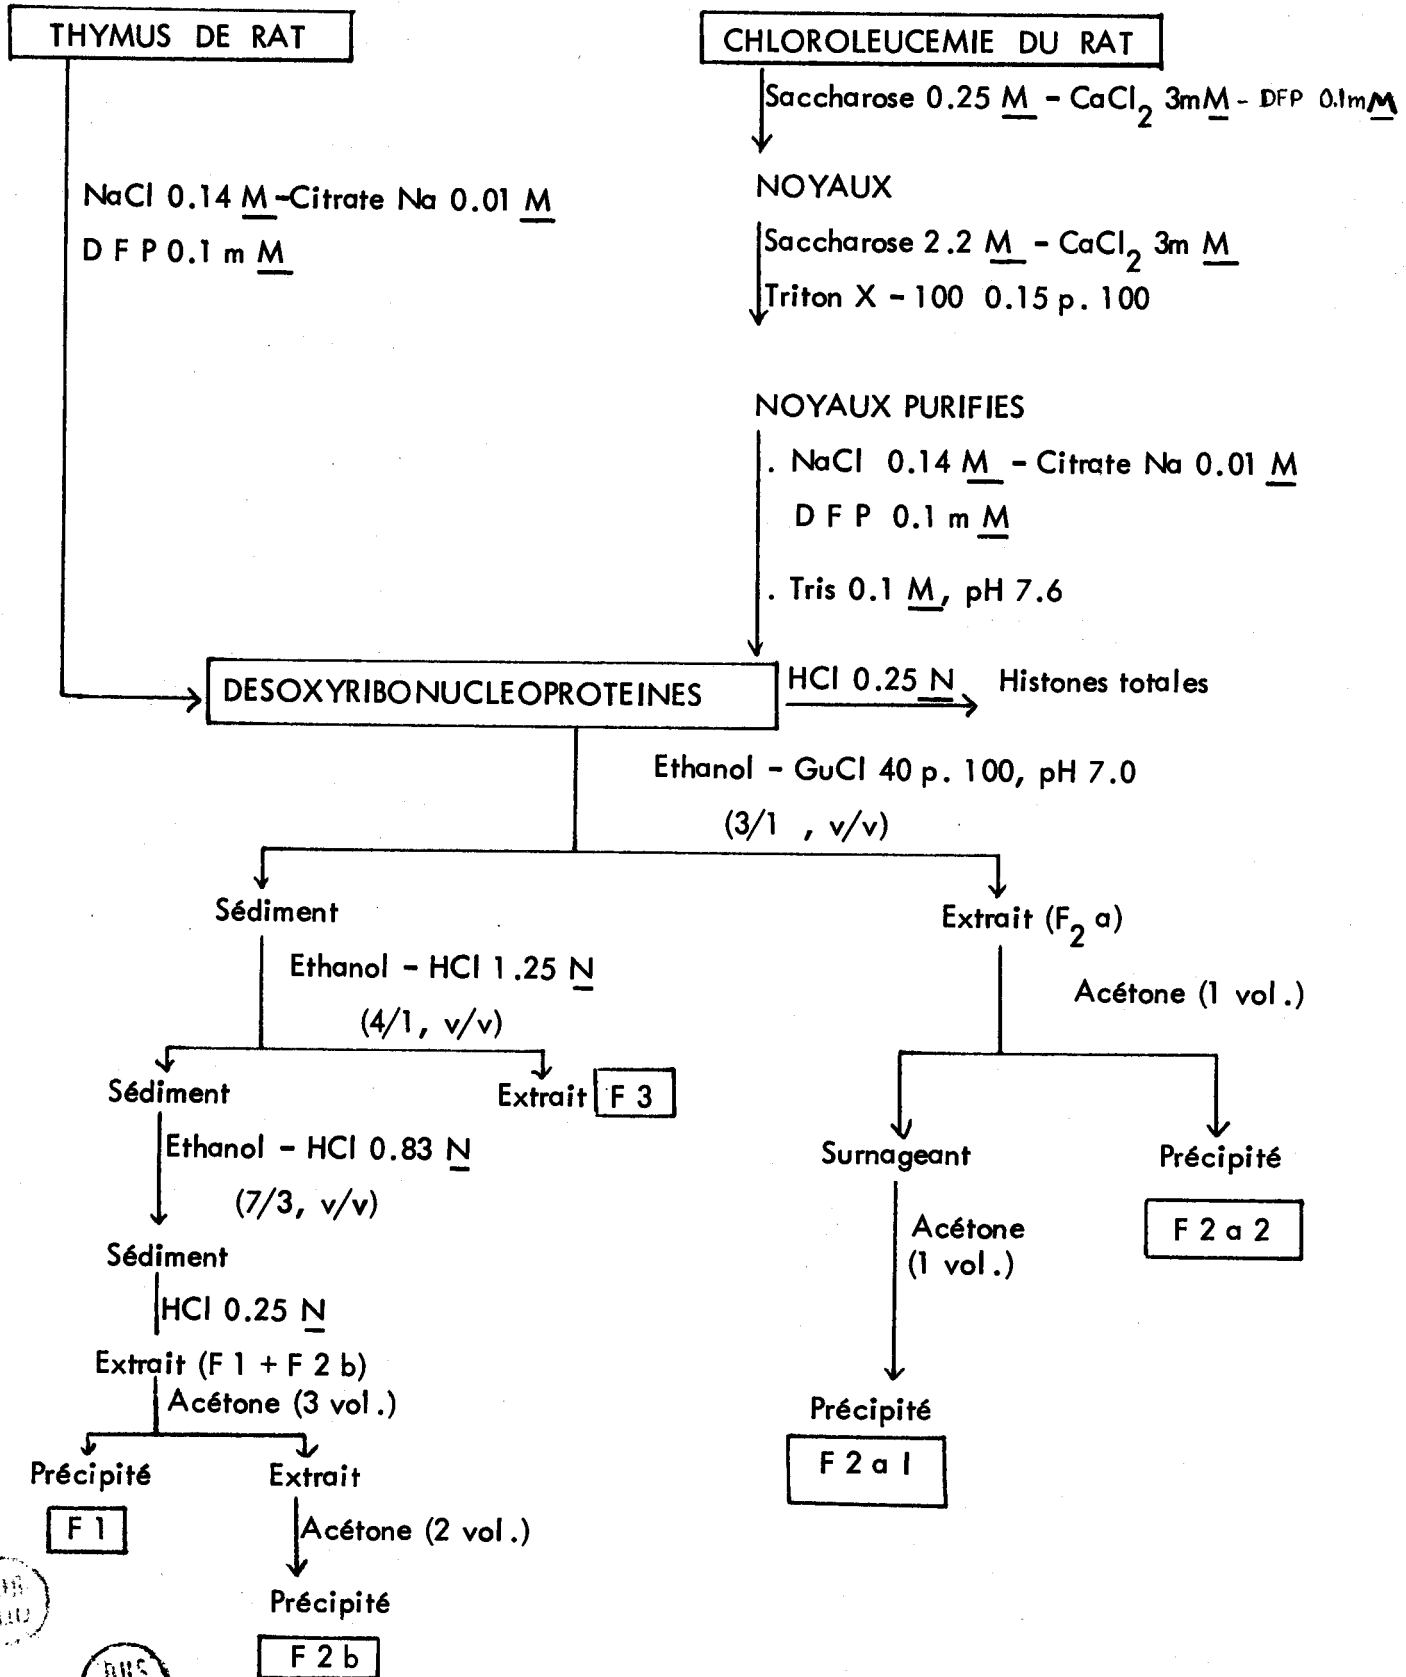 THYMUS DE RAT
CHLOROLEUCEMIE DU RAT
Saccharose 0.25 M - CaCl2 3mM - DFP 0.1mM
NaCl 0.14 M-Citrate Na 0.01 M
D F P 0.1 m M
NOYAUX
Saccharose 2.2 M - CaCl2 3m M
Triton X - 100 0.15 p. 100
NOYAUX PURIFIES
. NaCl 0.14 M - Citrate Na 0.01 M
D F P 0.1 m M
. Tris 0.1 M, pH 7.6
DESOXYRIBONUCLEOPROTEINES
HCl 0.25 N
Histones totales
Ethanol - GuCl 40 p. 100, pH 7.0
(3/1 , v/v)
Sédiment
Ethanol - HCl 1.25 N
(4/1, v/v)
Sédiment
Extrait F 3
Ethanol - HCl 0.83 N
(7/3, v/v)
Sédiment
HCl 0.25 N
Extrait (F 1 + F 2 b)
Acétone (3 vol.)
Précipité
F 1
Extrait
Acétone (2 vol.)
Précipité
F 2 b
Extrait (F2 a)
Acétone (1 vol.)
Surnageant
Acétone
(1 vol.)
Précipité
F 2 a 1
Précipité
F 2 a 2